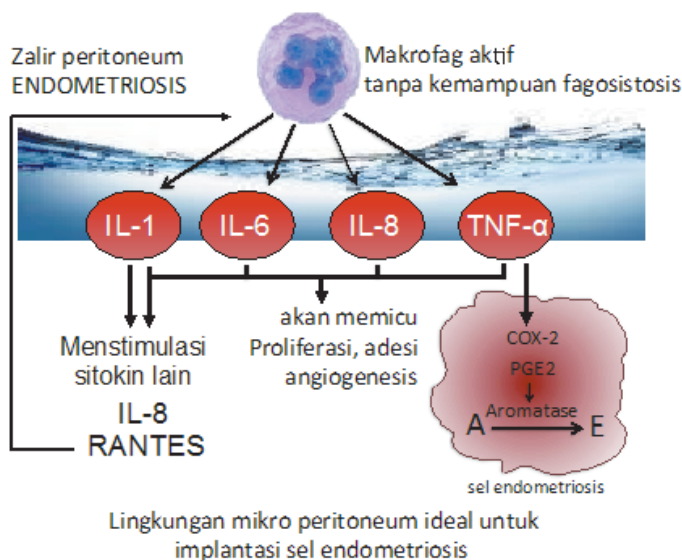 Zalir peritoneum
ENDOMETRIOSIS
Makrofag aktif
tanpa kemampuan fagosistosis
IL-1
IL-6
IL-8
TNF-α
Menstimulasi
sitokin lain
IL-8
RANTES
akan memicu
Proliferasi, adesi
angiogenesis
COX-2
PGE2
Aromatase
A
E
sel endometriosis
Lingkungan mikro peritoneum ideal untuk
implantasi sel endometriosis